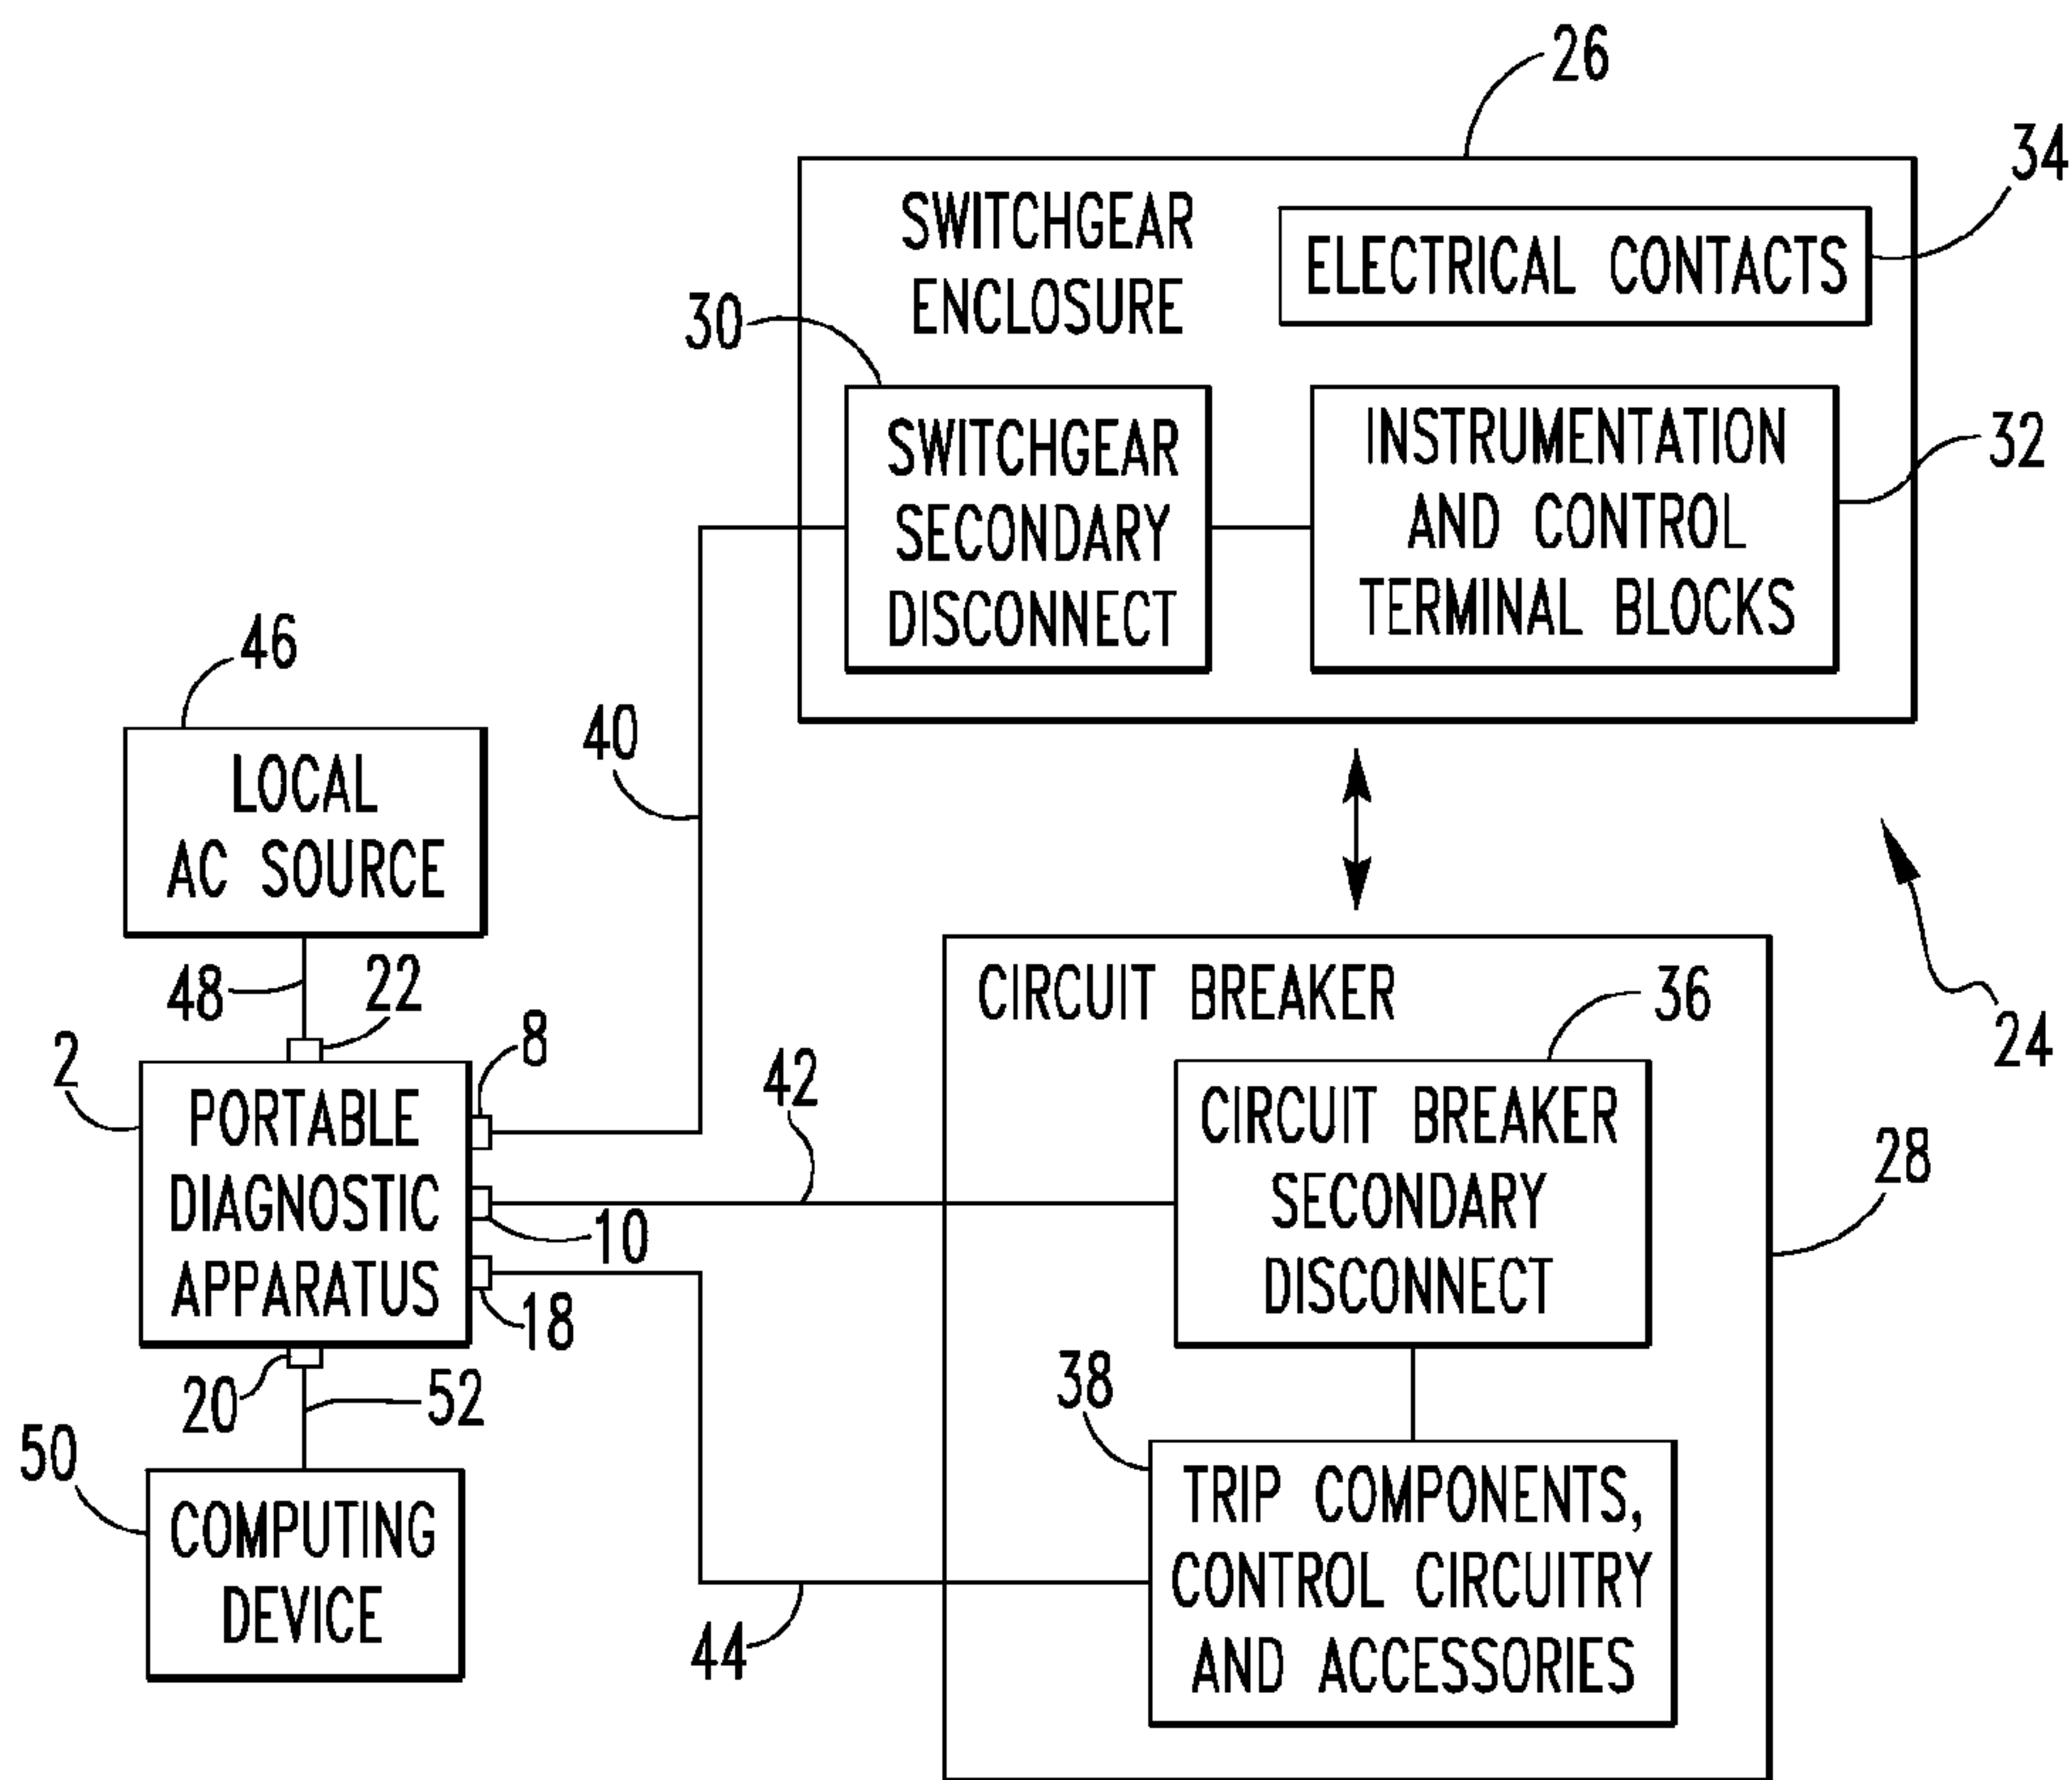 26
34
SWITCHGEAR
ENCLOSURE
ELECTRICAL CONTACTS
30
SWITCHGEAR
SECONDARY
DISCONNECT
INSTRUMENTATION
AND CONTROL
TERMINAL BLOCKS
32
46
LOCAL
AC SOURCE
40
48
22
2
PORTABLE
DIAGNOSTIC
APPARATUS
8
10
18
42
20
52
50
COMPUTING
DEVICE
44
CIRCUIT BREAKER
36
CIRCUIT BREAKER
SECONDARY
DISCONNECT
38
TRIP COMPONENTS,
CONTROL CIRCUITRY
AND ACCESSORIES
24
28